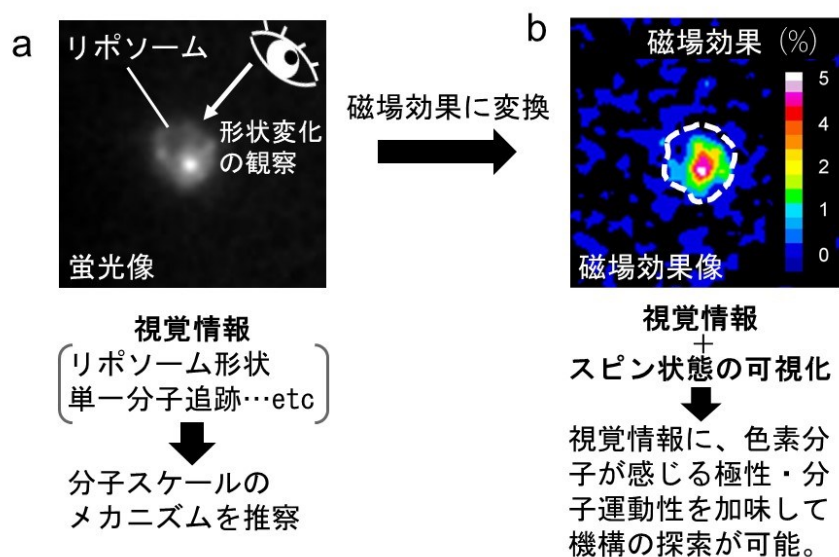 a
リポソーム
形状変化
の観察
蛍光像
視覚情報
リポソーム形状
単一分子追跡…etc
分子スケールの
メカニズムを推察
磁場効果に変換
b
磁場効果 (%)
5
4
2
1
0
磁場効果像
視覚情報
+
スピン状態の可視化
視覚情報に、色素分
子が感じる極性・分
子運動性を加味して
機構の探索が可能。